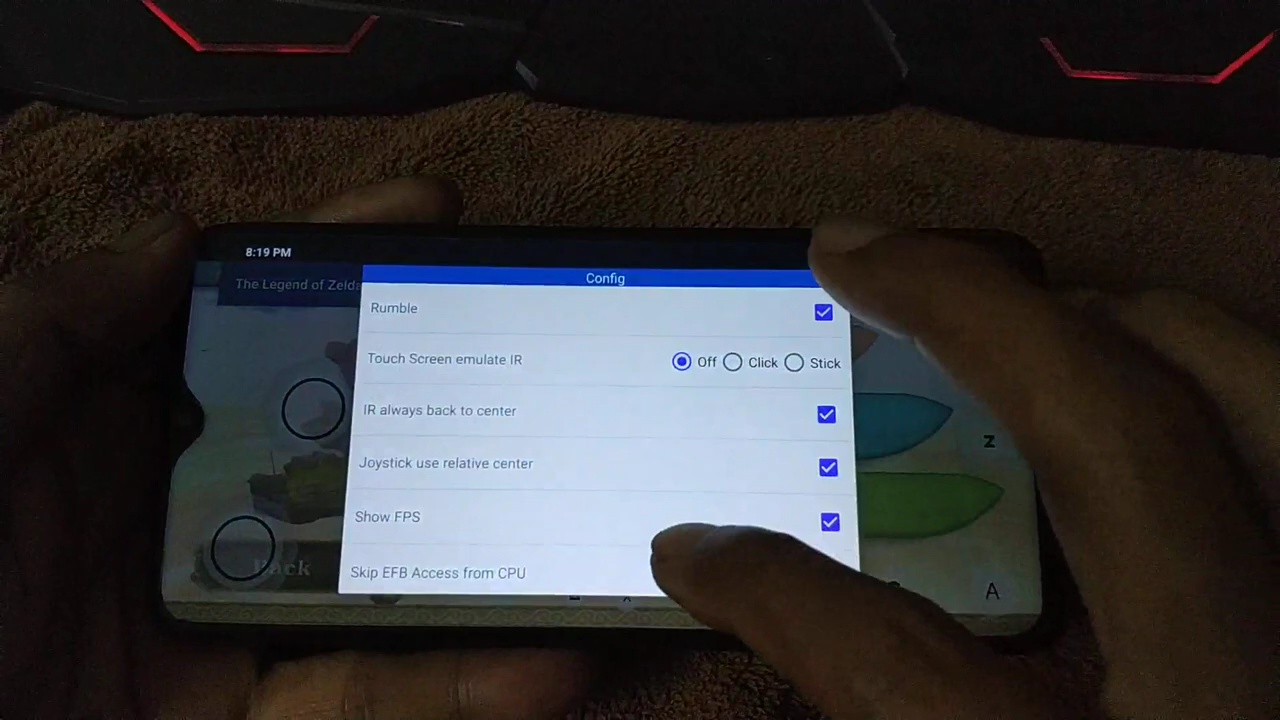 8:19 PM
The Legend of Zelda
Config
Rumble
Touch Screen emulate IR Off Click Stick
IR always back to center
Joystick use relative center
Show FPS
Skip EFB Access from CPU
Back
Z
A